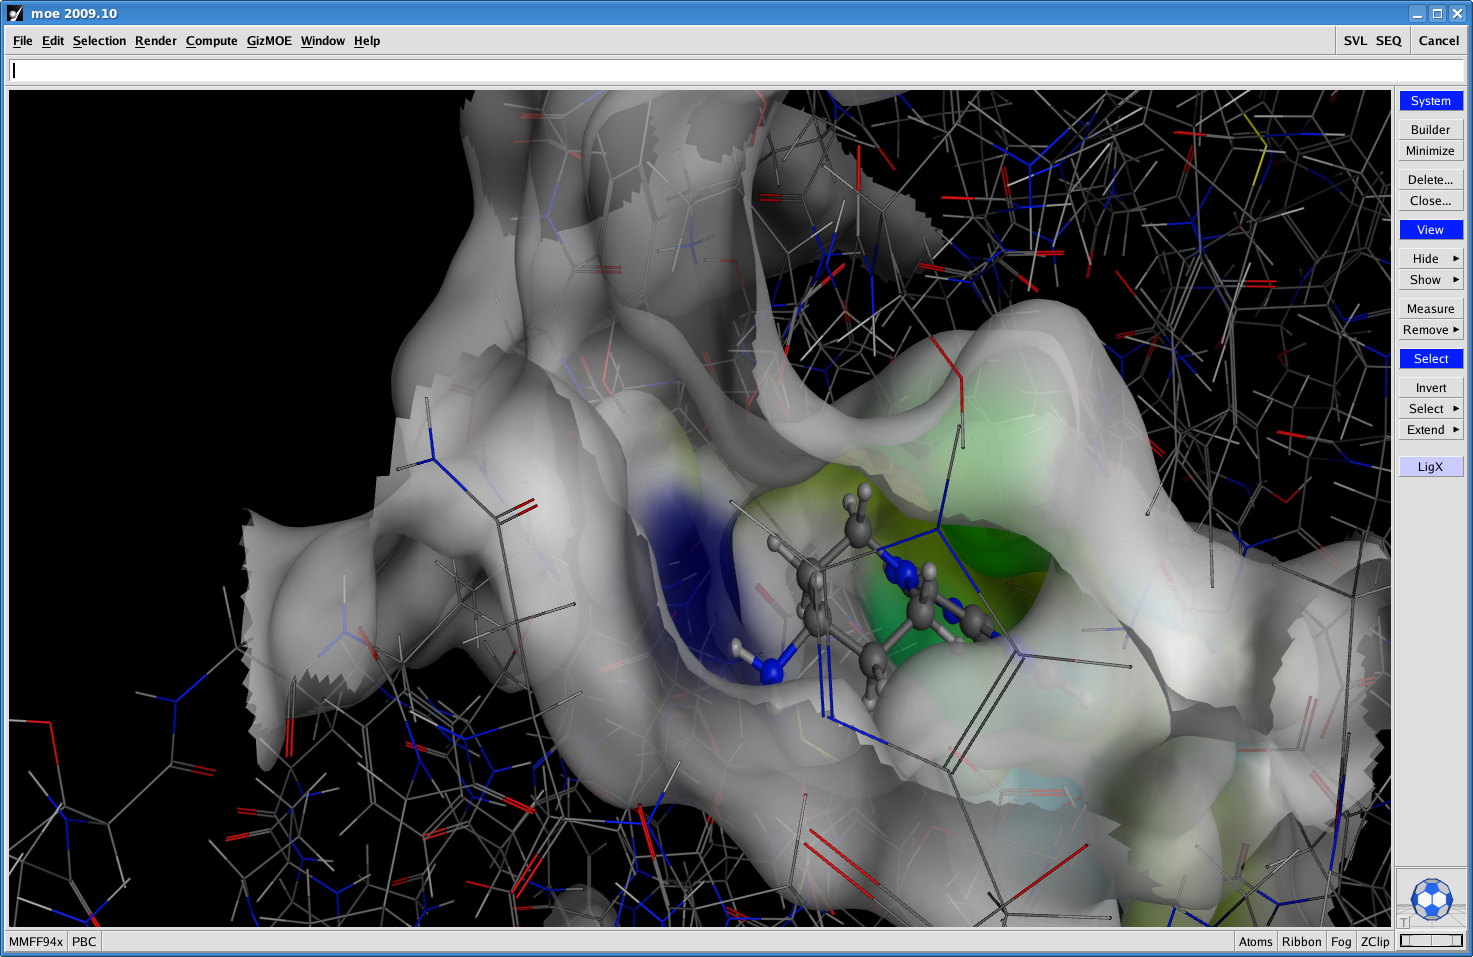 moe 2009.10
File Edit Selection Render Compute GizMOE Window Help SVL SEQ Cancel
System
Builder
Minimize
Delete...
Close...
View
Hide
Show
Measure
Remove
Select
Invert
Select
Extend
LigX
MMFF94x PBC Atoms Ribbon Fog ZClip